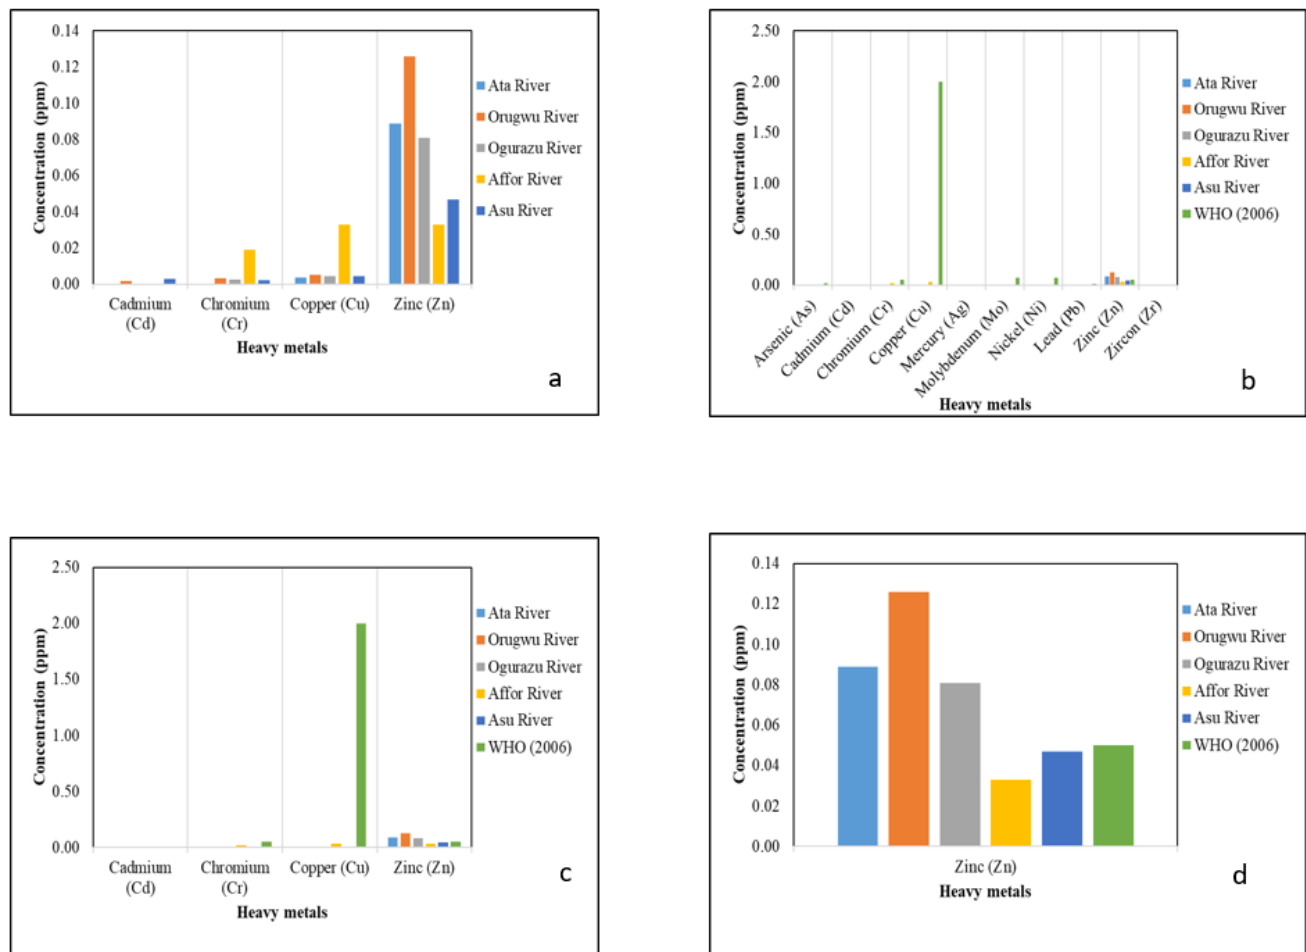 0.14
0.12
0.10
0.08
0.06
0.04
0.02
0.00
Concentration (ppm)
Cadmium
(Cd)
Chromium
(Cr)
Copper (Cu)
Zinc (Zn)
Heavy metals
Ata River
Orugwu River
Ogurazu River
Affor River
Asu River
a
2.50
2.00
1.50
1.00
0.50
0.00
Concentration (ppm)
Arsenic (As)
Cadmium (Cd)
Chromium (Cr)
Copper (Cu)
Mercury (Ag)
Molybdenum (Mo)
Nickel (Ni)
Lead (Pb)
Zinc (Zn)
Zircon (Zr)
Heavy metals
Ata River
Orugwu River
Ogurazu River
Affor River
Asu River
WHO (2006)
b
2.50
2.00
1.50
1.00
0.50
0.00
Concentration (ppm)
Cadmium
(Cd)
Chromium
(Cr)
Copper (Cu)
Zinc (Zn)
Heavy metals
Ata River
Orugwu River
Ogurazu River
Affor River
Asu River
WHO (2006)
c
0.14
0.12
0.10
0.08
0.06
0.04
0.02
0.00
Concentration (ppm)
Zinc (Zn)
Heavy metals
Ata River
Orugwu River
Ogurazu River
Affor River
Asu River
WHO (2006)
d